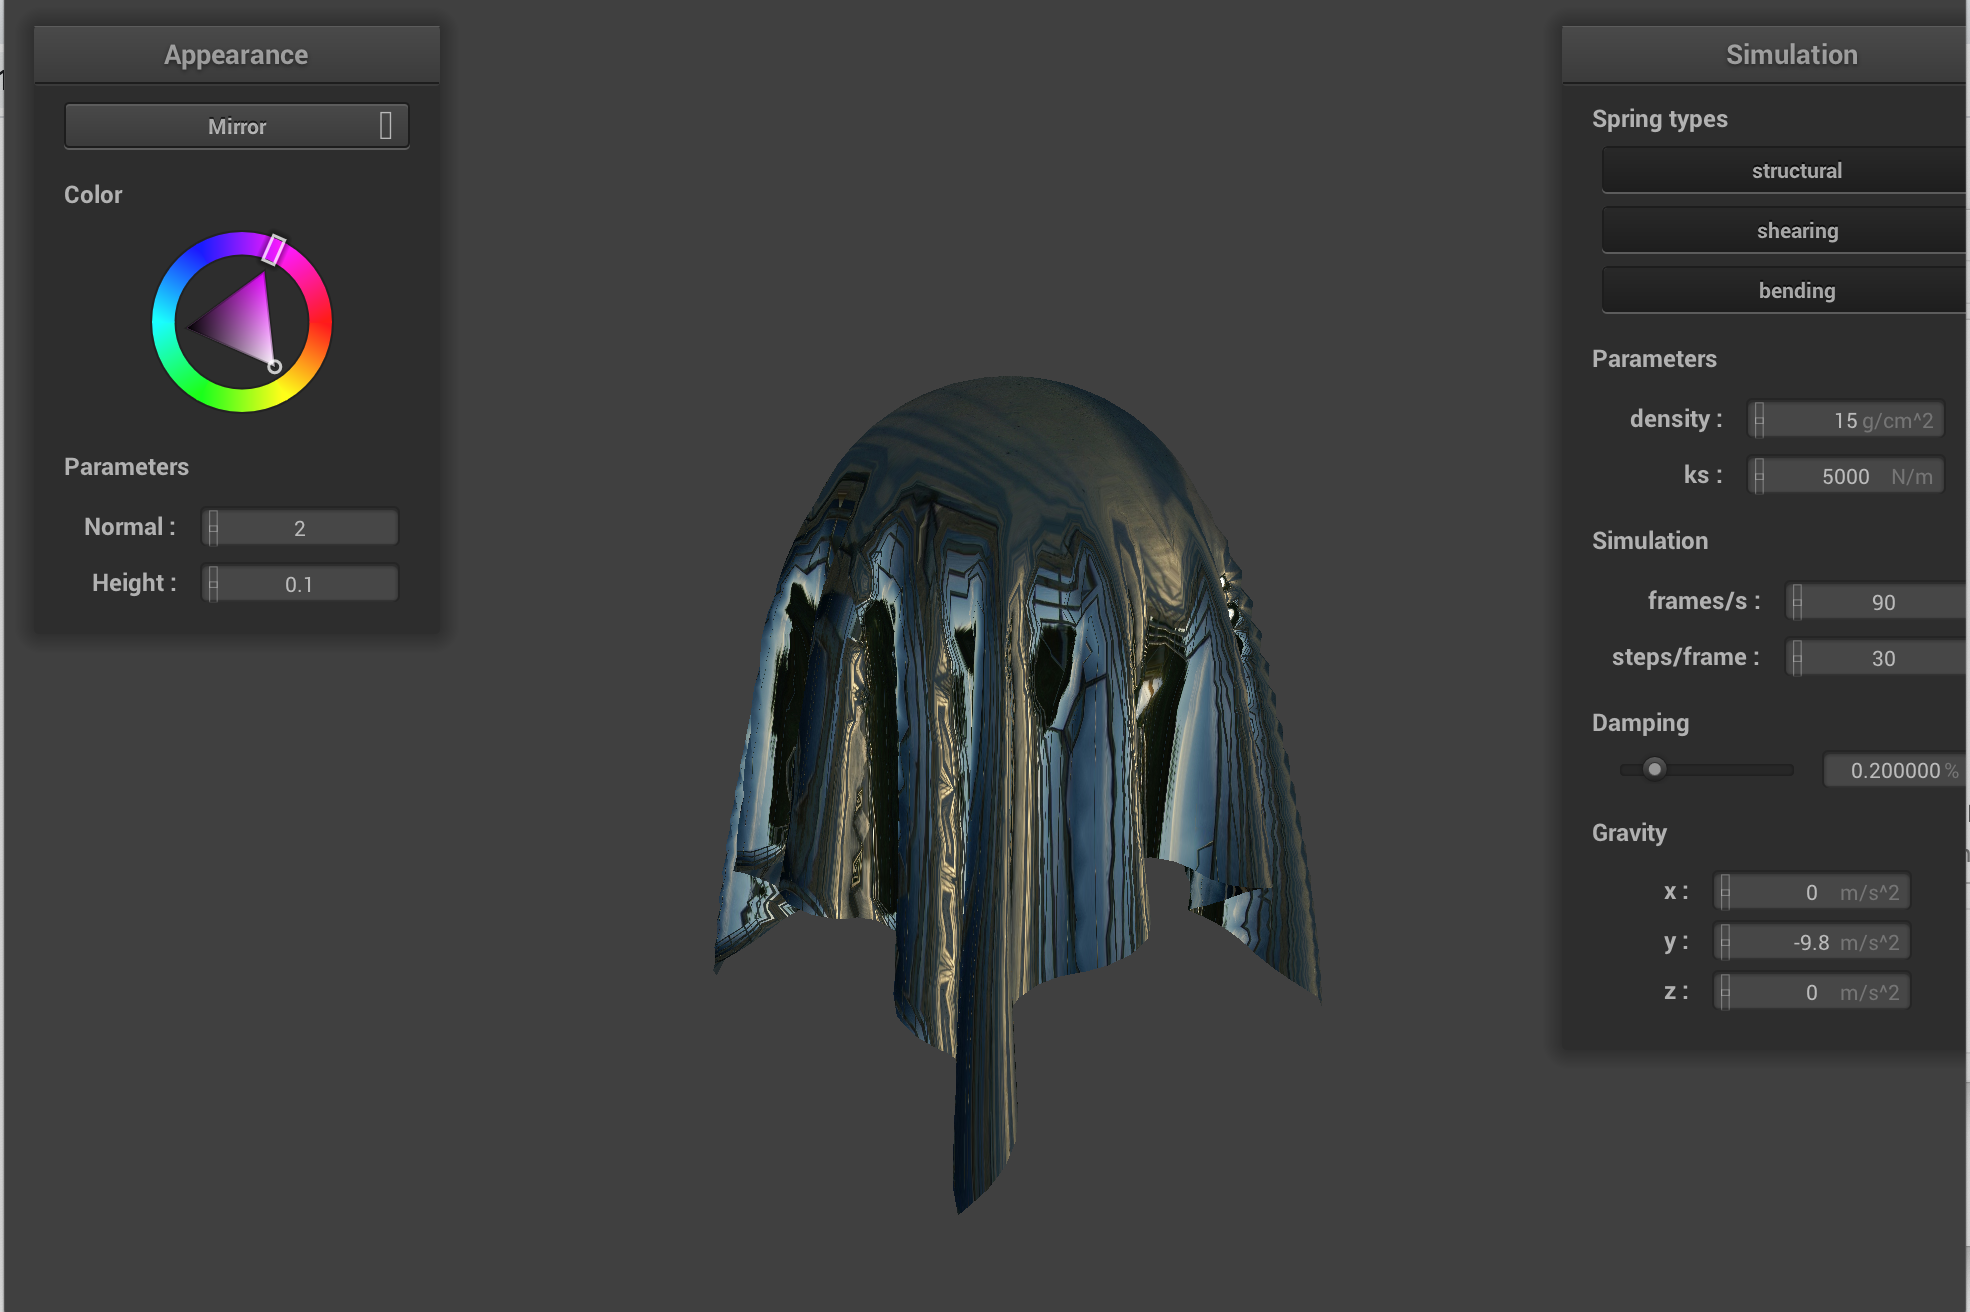 Appearance
Mirror
Color
Parameters
Normal : 2
Height : 0.1
Simulation
Spring types
structural
shearing
bending
Parameters
density : 15 g/cm^2
ks : 5000 N/m
Simulation
frames/s : 90
steps/frame : 30
Damping
0.200000 %
Gravity
x : 0 m/s^2
y : -9.8 m/s^2
z : 0 m/s^2